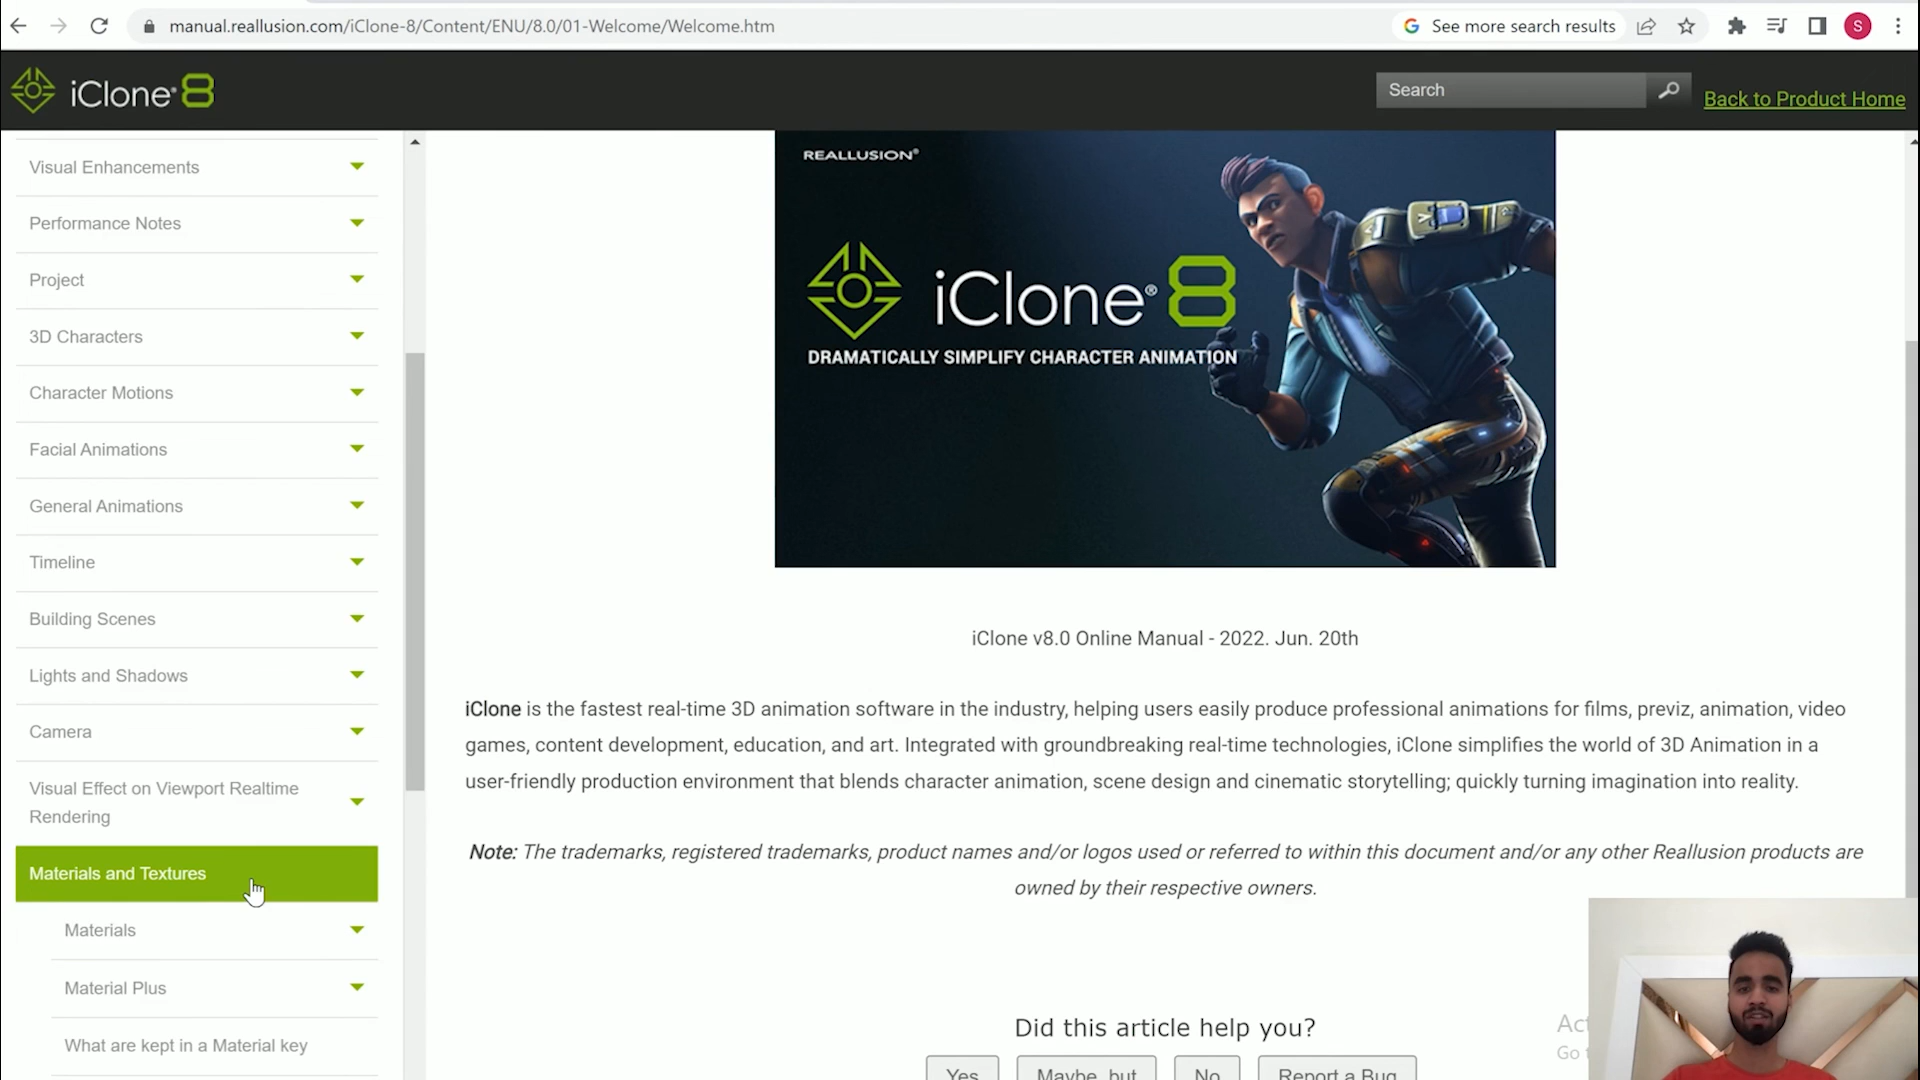 manual.reallusion.com/iClone-8/Content/ENU/8.0/01-Welcome/Welcome.htm
See more search results
S
iClone® 8
Search
Back to Product Home
Visual Enhancements
Performance Notes
Project
3D Characters
Character Motions
Facial Animations
General Animations
Timeline
Building Scenes
Lights and Shadows
Camera
Visual Effect on Viewport Realtime
Rendering
Materials and Textures
Materials
Material Plus
What are kept in a Material key
REALLUSION®
iClone® 8
DRAMATICALLY SIMPLIFY CHARACTER ANIMATION
iClone v8.0 Online Manual - 2022. Jun. 20th
iClone is the fastest real-time 3D animation software in the industry, helping users easily produce professional animations for films, previz, animation, video
games, content development, education, and art. Integrated with groundbreaking real-time technologies, iClone simplifies the world of 3D Animation in a
user-friendly production environment that blends character animation, scene design and cinematic storytelling; quickly turning imagination into reality.
Note: The trademarks, registered trademarks, product names and/or logos used or referred to within this document and/or any other Reallusion products are
owned by their respective owners.
Did this article help you?
Yes
Maybe, but
No
Report a Bug
Act
Go t